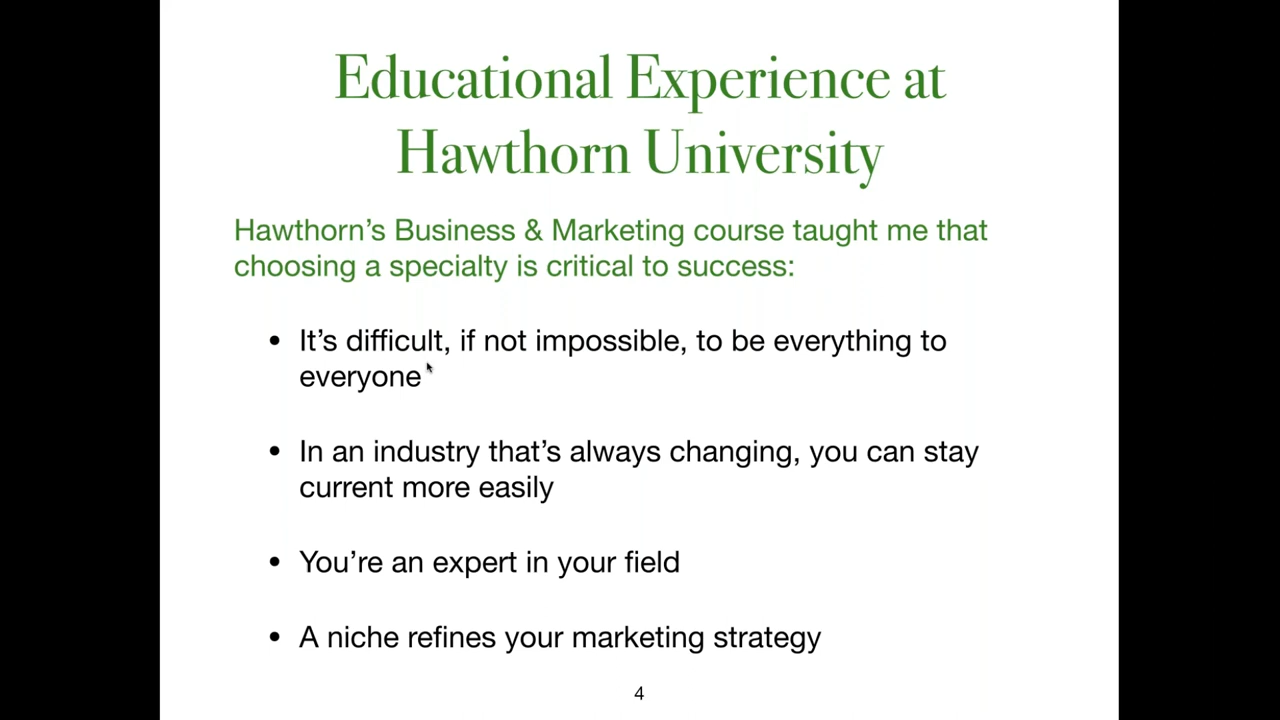 Educational Experience at
Hawthorn University
Hawthorn’s Business & Marketing course taught me that
choosing a specialty is critical to success:
• It’s difficult, if not impossible, to be everything to
everyone
• In an industry that’s always changing, you can stay
current more easily
• You’re an expert in your field
• A niche refines your marketing strategy
4